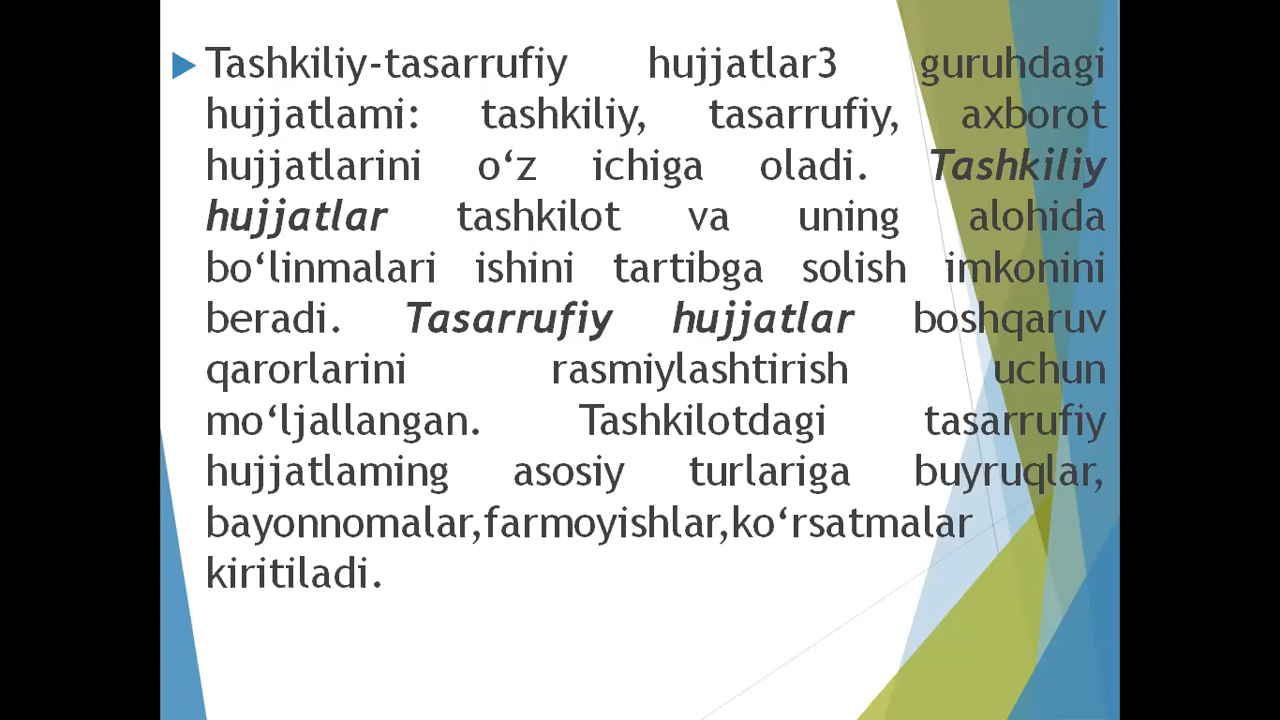 Tashkiliy-tasarrufiy hujjatlar3 guruhdagi
hujjatlami: tashkiliy, tasarrufiy, axborot
hujjatlarini o‘z ichiga oladi. Tashkiliy
hujjatlar tashkilot va uning alohida
bo‘linmalari ishini tartibga solish imkonini
beradi. Tasarrufiy hujjatlar boshqaruv
qarorlarini rasmiylashtirish uchun
mo‘ljallangan. Tashkilotdagi tasarrufiy
hujjatlaming asosiy turlariga buyruqlar,
bayonnomalar,farmoyishlar,ko‘rsatmalar
kiritiladi.